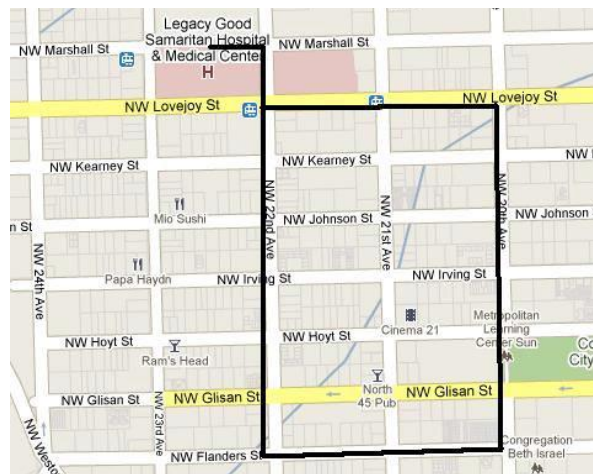 Legacy Good
Samaritan Hospital
& Medical Center
H
NW Marshall St
NW Marshall St
NW Lovejoy St
NW Lovejoy St
NW Kearney St
NW Kearney St
NW 22nd Ave
NW 21st Ave
NW 20th Ave
Mio Sushi
NW Johnson St
NW Johnson
n St
NW 24th Ave
Papa Haydn
NW Irving St
NW Irving St
Cinema 21
Metropolitan
Learning
Center Sun
NW Hoyt St
NW Hoyt St
Ram's Head
Co
City
North
45 Pub
NW Glisan St
NW Glisan St
NW Glisan St
NW 23rd Ave
NW Flanders St
Congregation
Beth Israel